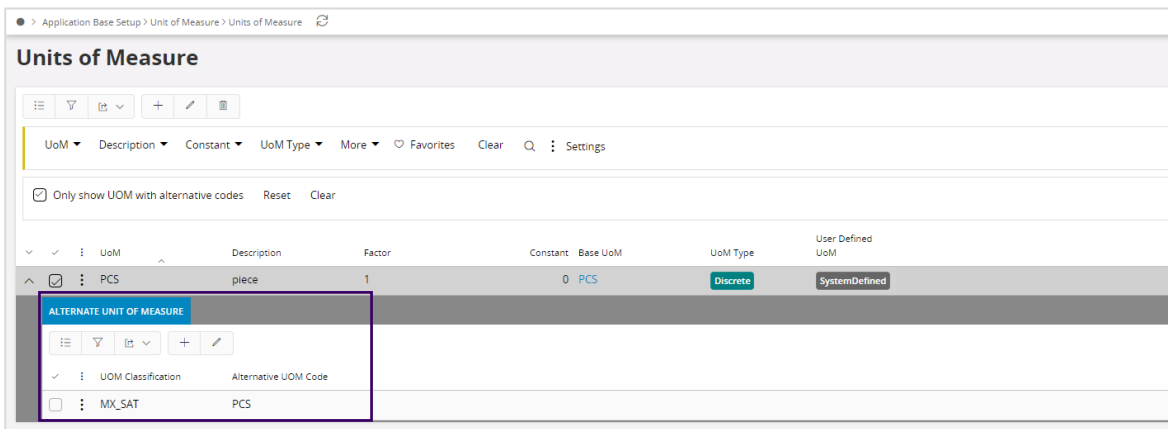 > Application Base Setup > Unit of Measure > Units of Measure
Units of Measure
UoM Description Constant UoM Type More Favorites Clear Settings
Only show UOM with alternative codes Reset Clear
UoM Description Factor Constant Base UoM UoM Type User Defined UoM
PCS piece 1 0 PCS Discrete SystemDefined
ALTERNATE UNIT OF MEASURE
UOM Classification Alternative UOM Code
MX_SAT PCS